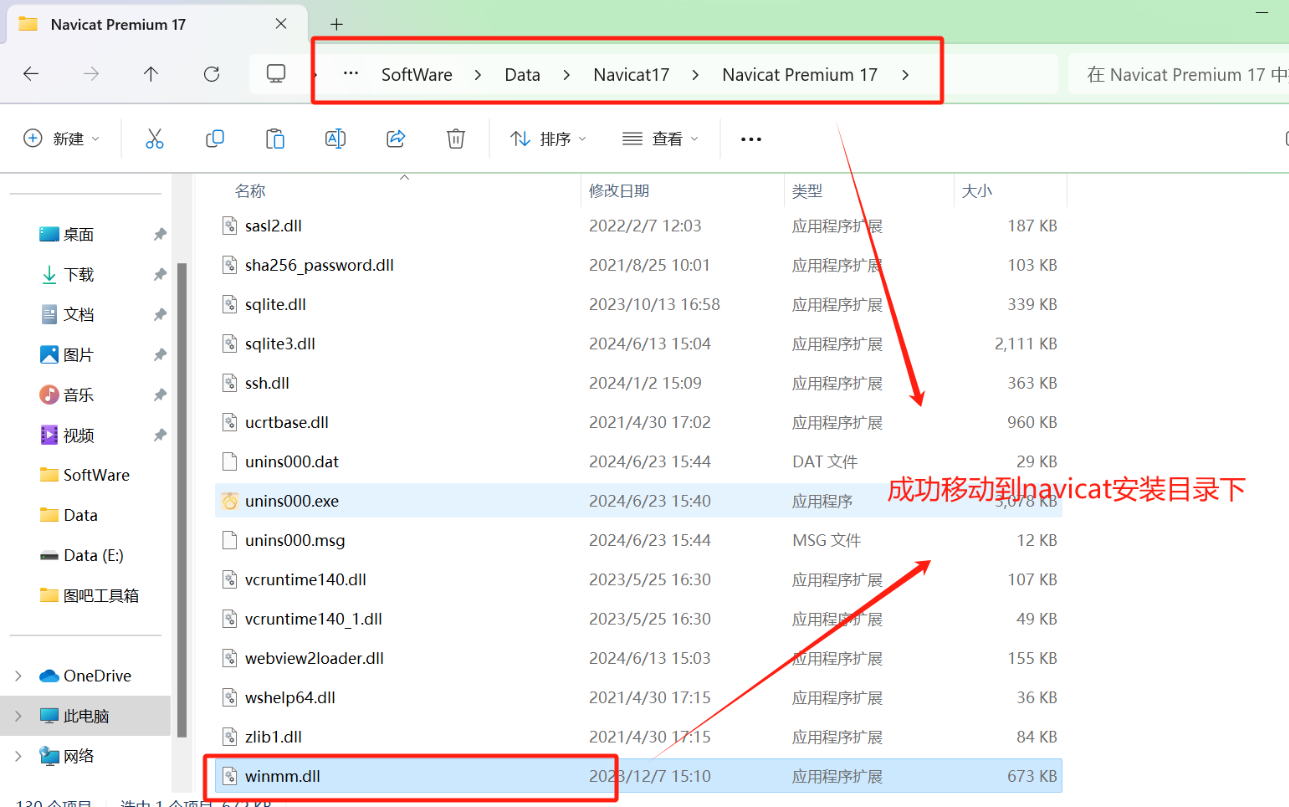 Navicat Premium 17
SoftWare > Data > Navicat17 > Navicat Premium 17 >
在 Navicat Premium 17 中
新建
排序
查看
名称 修改日期 类型 大小
sasl2.dll 2022/2/7 12:03 应用程序扩展 187 KB
sha256_password.dll 2021/8/25 10:01 应用程序扩展 103 KB
sqlite.dll 2023/10/13 16:58 应用程序扩展 339 KB
sqlite3.dll 2024/6/13 15:04 应用程序扩展 2,111 KB
ssh.dll 2024/1/2 15:09 应用程序扩展 363 KB
ucrtbase.dll 2021/4/30 17:02 应用程序扩展 960 KB
unins000.dat 2024/6/23 15:44 DAT 文件 29 KB
unins000.exe 2024/6/23 15:40 应用程序 3,078 KB
unins000.msg 2024/6/23 15:44 MSG 文件 12 KB
vcruntime140.dll 2023/5/25 16:30 应用程序扩展 107 KB
vcruntime140_1.dll 2023/5/25 16:30 应用程序扩展 49 KB
webview2loader.dll 2024/6/13 15:03 应用程序扩展 155 KB
wshelp64.dll 2021/4/30 17:15 应用程序扩展 36 KB
zlib1.dll 2021/4/30 17:15 应用程序扩展 84 KB
winmm.dll 2023/12/7 15:10 应用程序扩展 673 KB
成功移动到navicat安装目录下
桌面
下载
文档
图片
音乐
视频
SoftWare
Data
Data (E:)
图吧工具箱
OneDrive
此电脑
网络
130 个项目 选中 1 个项目 672 KB